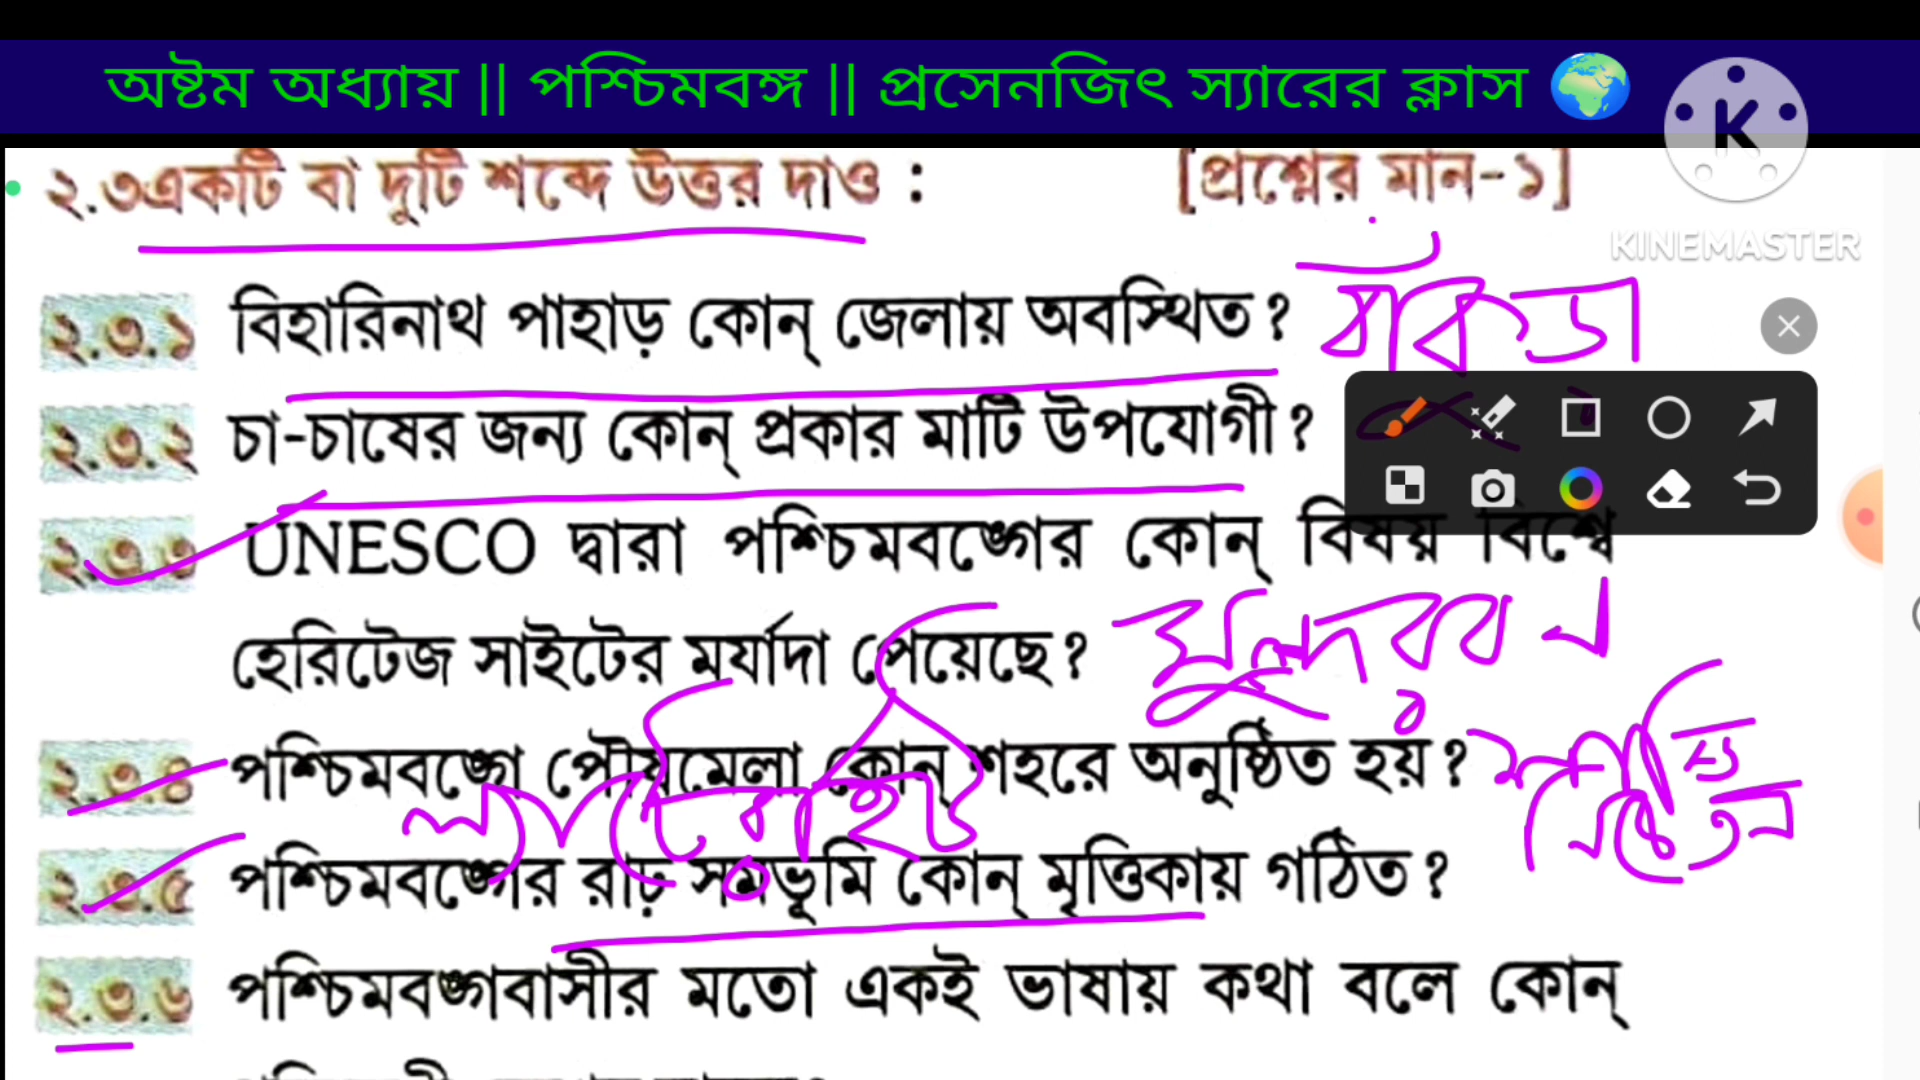 অষ্টম অধ্যায় || পশ্চিমবঙ্গ || প্রসেনজিৎ স্যারের ক্লাস
K
KINEMASTER
২.৩একটি বা দুটি শব্দে উত্তর দাও : [প্রশ্নের মান-১]
২.৩.১ বিহারিনাথ পাহাড় কোন্ জেলায় অবস্থিত? বাঁকুড়া
২.৩.২ চা-চাষের জন্য কোন্ প্রকার মাটি উপযোগী?
২.৩.৩ UNESCO দ্বারা পশ্চিমবঙ্গের কোন্ বিষয় বিশ্বে
হেরিটেজ সাইটের মর্যাদা পেয়েছে? সুন্দরবন
২.৩.৪ পশ্চিমবঙ্গে পৌষমেলা কোন্ শহরে অনুষ্ঠিত হয়? শান্তিনিকেতন
ল্যাটেরাইট
২.৩.৫ পশ্চিমবঙ্গের রাঢ় সমভূমি কোন্ মৃত্তিকায় গঠিত?
২.৩.৬ পশ্চিমবঙ্গবাসীর মতো একই ভাষায় কথা বলে কোন্